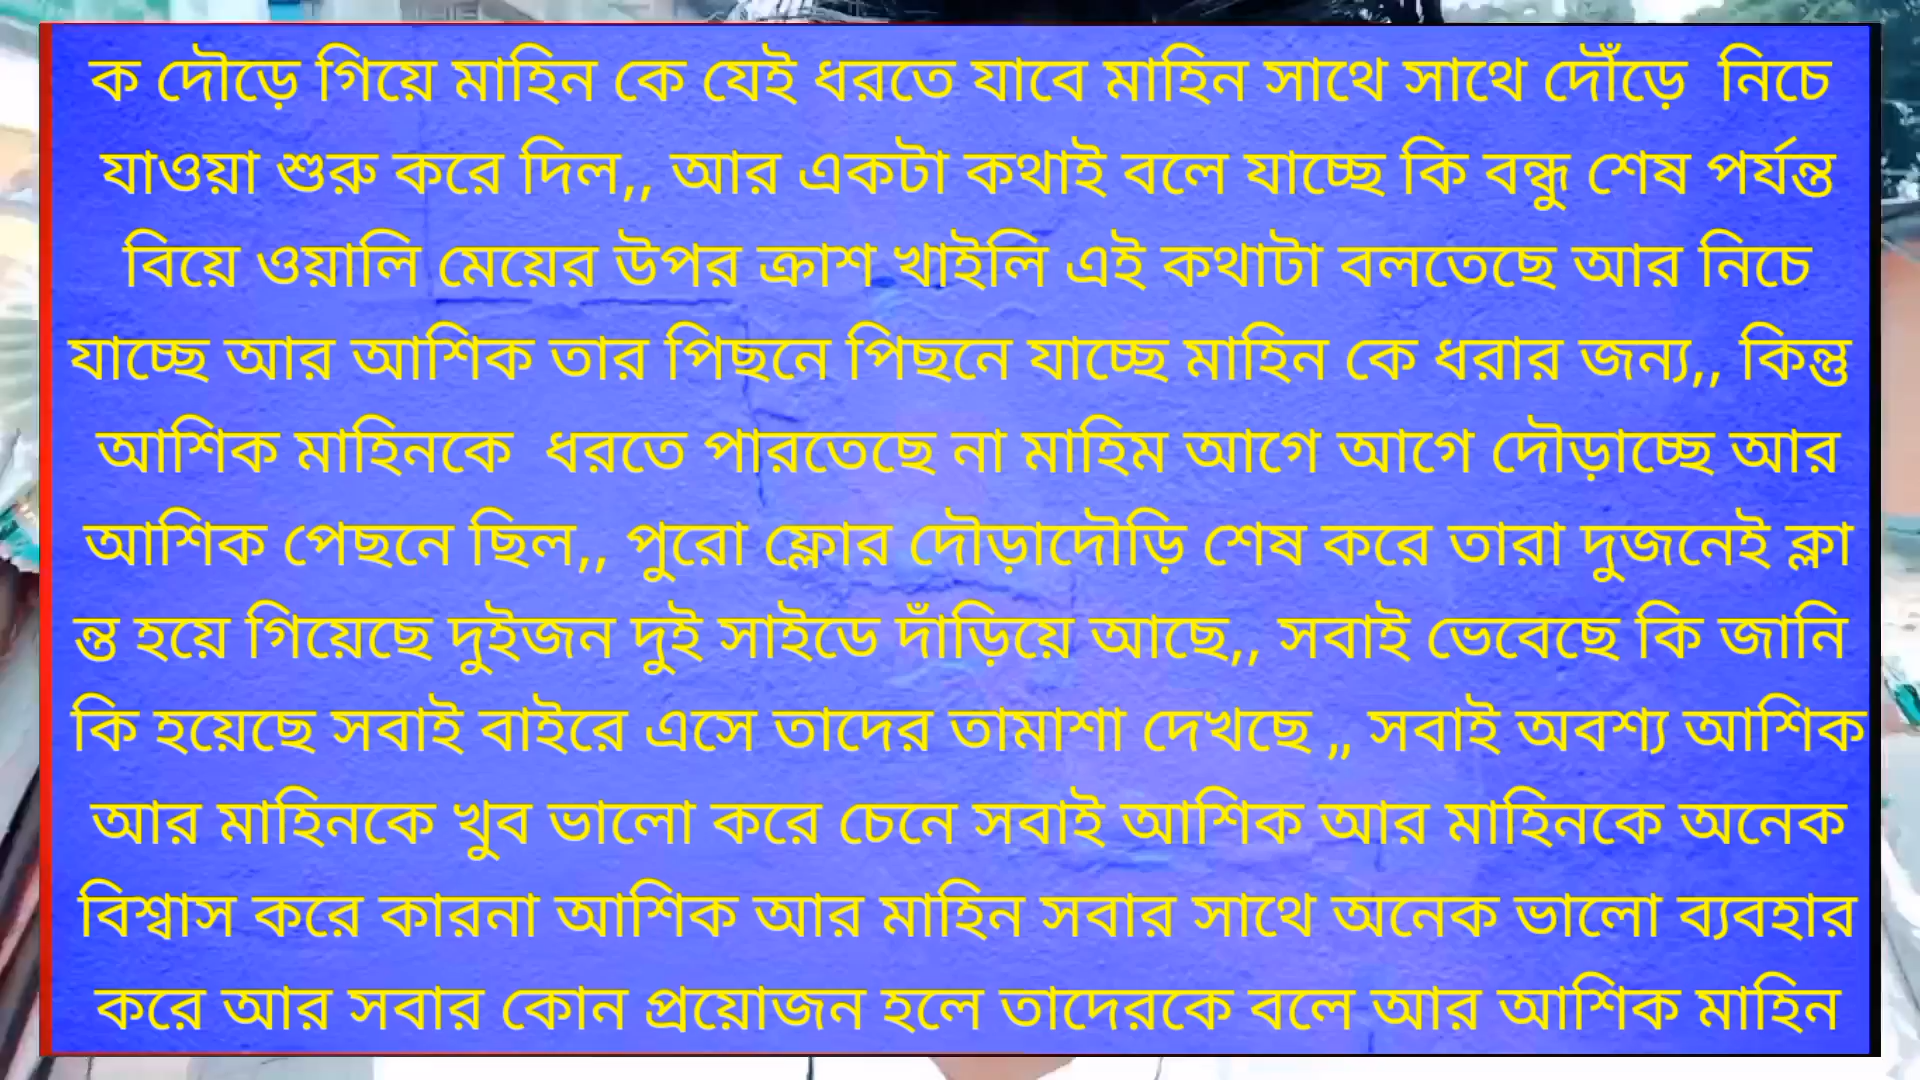 ক দৌড়ে গিয়ে মাহিন কে যেই ধরতে যাবে মাহিন সাথে সাথে দৌঁড়ে নিচে
যাওয়া শুরু করে দিল,, আর একটা কথাই বলে যাচ্ছে কি বন্ধু শেষ পর্যন্ত
বিয়ে ওয়ালি মেয়ের উপর ক্রাশ খাইলি এই কথাটা বলতেছে আর নিচে
যাচ্ছে আর আশিক তার পিছনে পিছনে যাচ্ছে মাহিন কে ধরার জন্য,, কিন্তু
আশিক মাহিনকে ধরতে পারতেছে না মাহিম আগে আগে দৌড়াচ্ছে আর
আশিক পেছনে ছিল,, পুরো ফ্লোর দৌড়াদৌড়ি শেষ করে তারা দুজনেই ক্লা
ন্ত হয়ে গিয়েছে দুইজন দুই সাইডে দাঁড়িয়ে আছে,, সবাই ভেবেছে কি জানি
কি হয়েছে সবাই বাইরে এসে তাদের তামাশা দেখছে ,, সবাই অবশ্য আশিক
আর মাহিনকে খুব ভালো করে চেনে সবাই আশিক আর মাহিনকে অনেক
বিশ্বাস করে কারনা আশিক আর মাহিন সবার সাথে অনেক ভালো ব্যবহার
করে আর সবার কোন প্রয়োজন হলে তাদেরকে বলে আর আশিক মাহিন